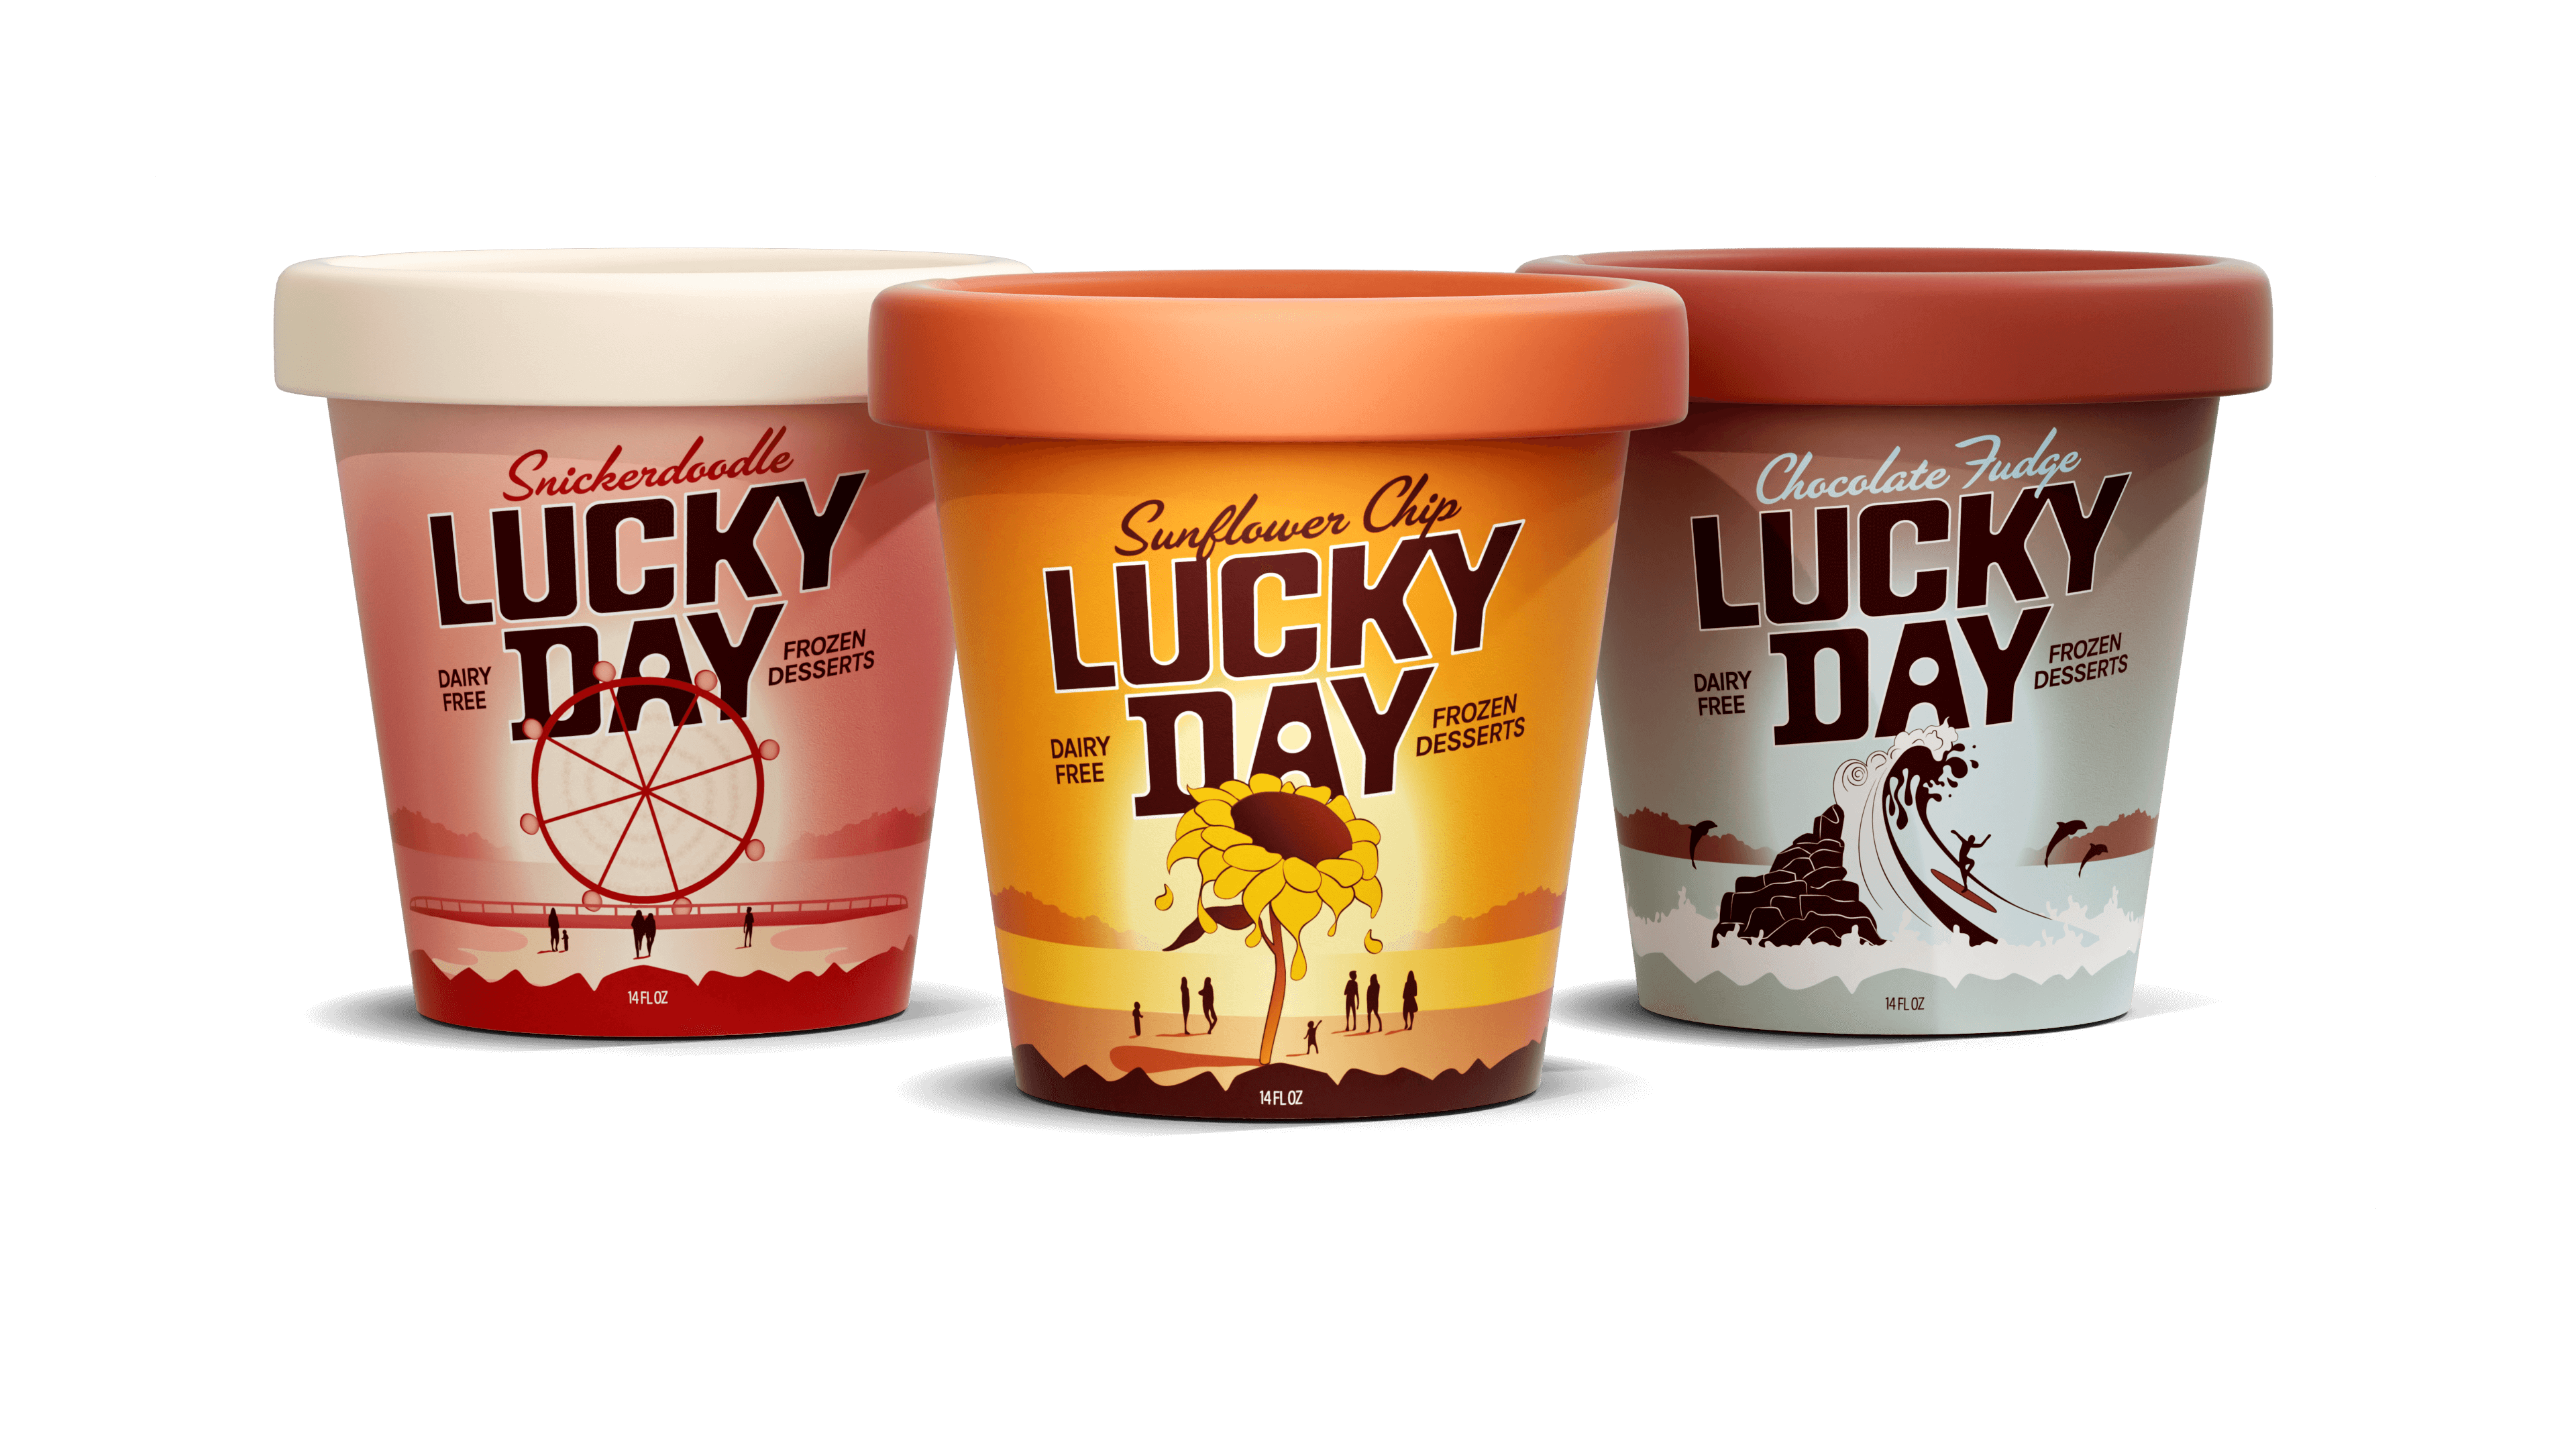 Snickerdoodle
LUCKY
DAY
DAIRY
FREE
FROZEN
DESSERTS
14 FL OZ
Sunflower Chip
LUCKY
DAY
DAIRY
FREE
FROZEN
DESSERTS
14 FL OZ
Chocolate Fudge
LUCKY
DAY
DAIRY
FREE
FROZEN
DESSERTS
14 FL OZ